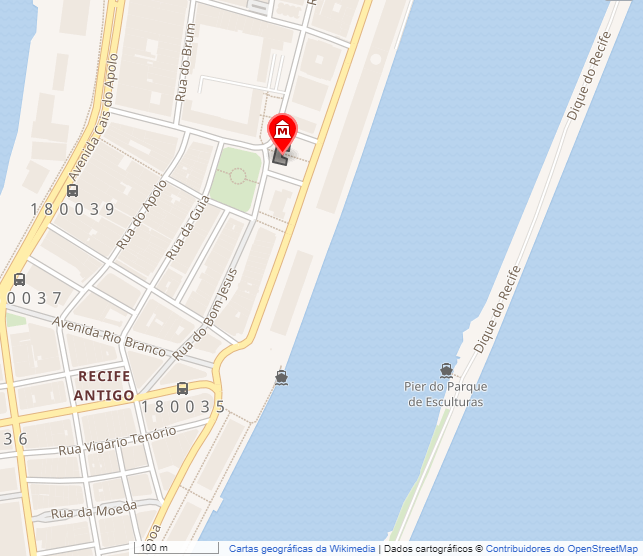 Rua do Brum
Avenida Cais do Apolo
Dique do Recife
M
180039
Rua do Apolo
Rua da Guia
Rua do Bom Jesus
0037
Avenida Rio Branco
Dique do Recife
RECIFE
ANTIGO
180035
Pier do Parque
de Esculturas
36
Rua Vigário Tenório
Rua da Moeda
oa
100 m
Cartas geográficas da Wikimedia | Dados cartográficos © Contribuidores do OpenStreetMap